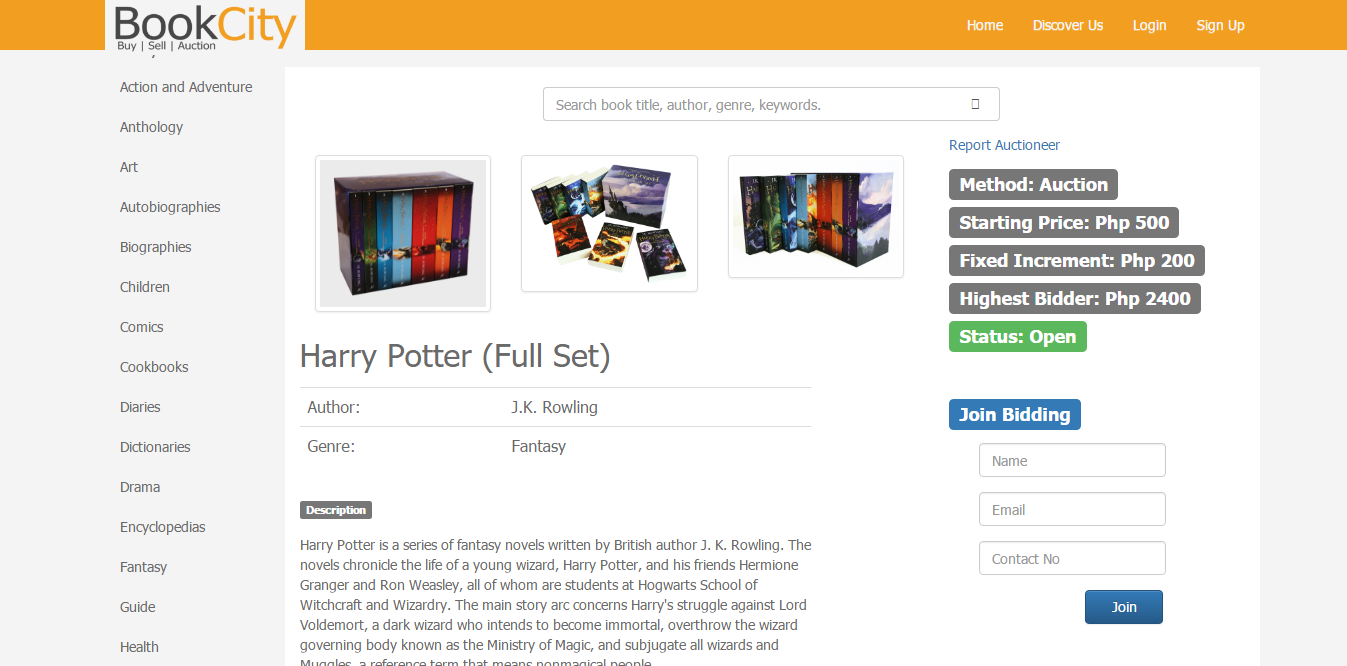 BookCity
Buy | Sell | Auction
Home
Discover Us
Login
Sign Up
Action and Adventure
Anthology
Art
Autobiographies
Biographies
Children
Comics
Cookbooks
Diaries
Dictionaries
Drama
Encyclopedias
Fantasy
Guide
Health
Search book title, author, genre, keywords.
Harry Potter (Full Set)
Author: J.K. Rowling
Genre: Fantasy
Description
Harry Potter is a series of fantasy novels written by British author J. K. Rowling. The
novels chronicle the life of a young wizard, Harry Potter, and his friends Hermione
Granger and Ron Weasley, all of whom are students at Hogwarts School of
Witchcraft and Wizardry. The main story arc concerns Harry's struggle against Lord
Voldemort, a dark wizard who intends to become immortal, overthrow the wizard
governing body known as the Ministry of Magic, and subjugate all wizards and
Muggles, a reference term that means nonmagical people.
Report Auctioneer
Method: Auction
Starting Price: Php 500
Fixed Increment: Php 200
Highest Bidder: Php 2400
Status: Open
Join Bidding
Name
Email
Contact No
Join